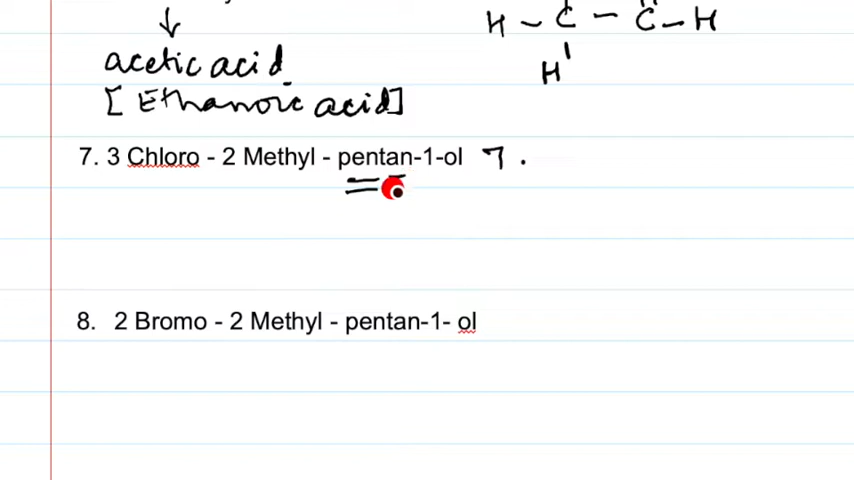 H - C - C - H
acetic acid
H
[Ethanoic acid]
7. 3 Chloro - 2 Methyl - pentan-1-ol 7.
8. 2 Bromo - 2 Methyl - pentan-1- ol